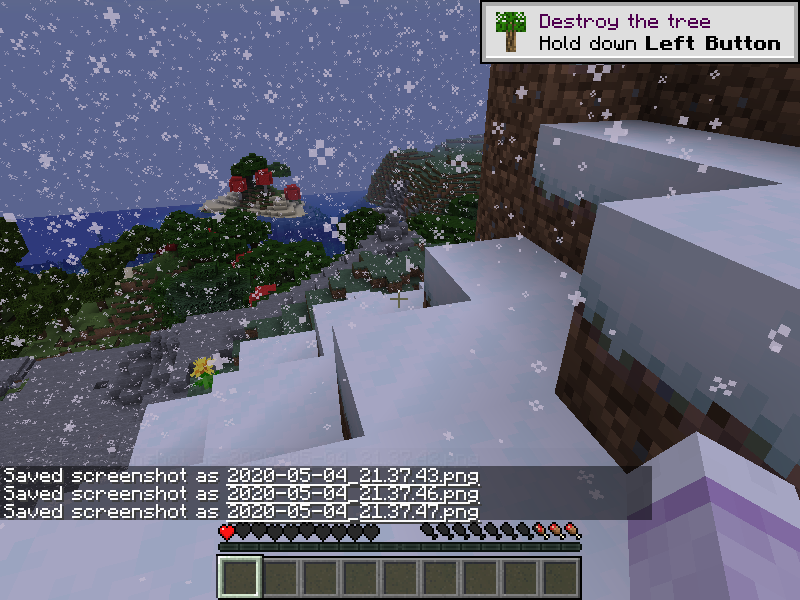 Destroy the tree
Hold down Left Button
Saved screenshot as 2020-05-04_21.37.43.png
Saved screenshot as 2020-05-04_21.37.46.png
Saved screenshot as 2020-05-04_21.37.47.png